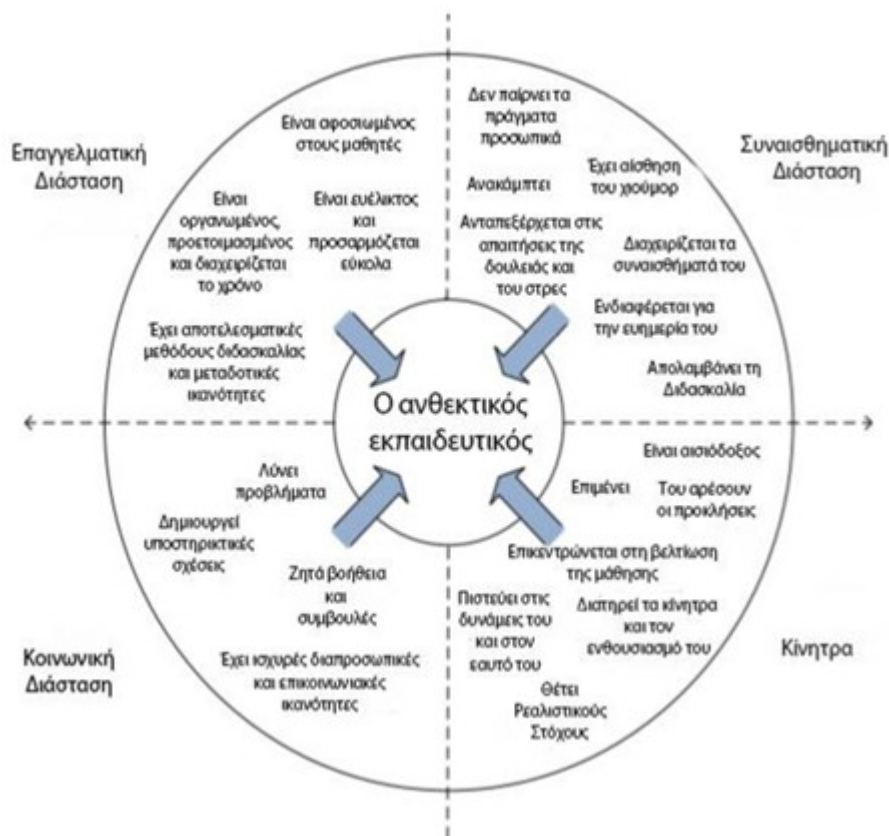 Επαγγελματική
Διάσταση
Είναι αφοσιωμένος
στους μαθητές
Είναι
οργανωμένος,
προετοιμασμένος
και διαχειρίζεται
το χρόνο
Είναι ευέλικτος
και
προσαρμόζεται
εύκολα
Έχει αποτελεσματικές
μεθόδους διδασκαλίας
και μεταδοτικές
ικανότητες
Συναισθηματική
Διάσταση
Δεν παίρνει τα
πράγματα
προσωπικά
Ανακάμπτει
Έχει αίσθηση
του χιούμορ
Ανταπεξέρχεται στις
απαιτήσεις της
δουλειάς και
του στρες
Διαχειρίζεται τα
συναισθήματά του
Ενδιαφέρεται για
την ευημερία του
Απολαμβάνει τη
Διδασκαλία
Ο ανθεκτικός
εκπαιδευτικός
Κοινωνική
Διάσταση
Λύνει
προβλήματα
Δημιουργεί
υποστηρικτικές
σχέσεις
Ζητά βοήθεια
και
συμβουλές
Έχει ισχυρές διαπροσωπικές
και επικοινωνιακές
ικανότητες
Κίνητρα
Είναι αισιόδοξος
Επιμένει
Του αρέσουν
οι προκλήσεις
Επικεντρώνεται στη βελτίωση
της μάθησης
Πιστεύει στις
δυνάμεις του
και στον
εαυτό του
Διατηρεί τα κίνητρα
και τον
ενθουσιασμό του
Θέτει
Ρεαλιστικούς
Στόχους